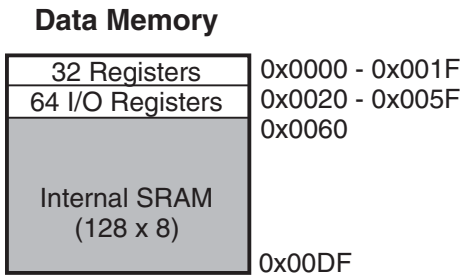 Data Memory
32 Registers 0x0000 - 0x001F
64 I/O Registers 0x0020 - 0x005F
0x0060
Internal SRAM
(128 x 8)
0x00DF